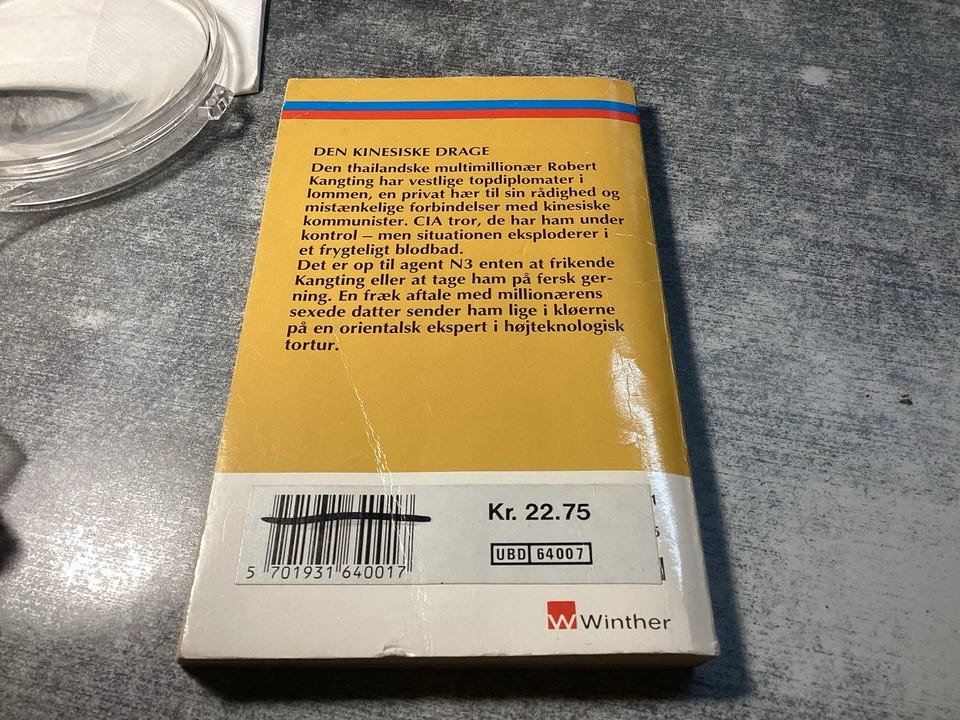 DEN KINESISKE DRAGE
Den thailandske multimillionær Robert
Kangting har vestlige topdiplomater i
lommen, en privat hær til sin rådighed og
mistænkelige forbindelser med kinesiske
kommunister. CIA tror, de har ham under
kontrol – men situationen eksploderer i
et frygteligt blodbad.
Det er op til agent N3 enten at frikende
Kangting eller at tage ham på fersk ger-
ning. En fræk aftale med millionærens
sexede datter sender ham lige i kløerne
på en orientalsk ekspert i højteknologisk
tortur.
Kr. 22.75
UBD 64007
5 701931 640017
Winther